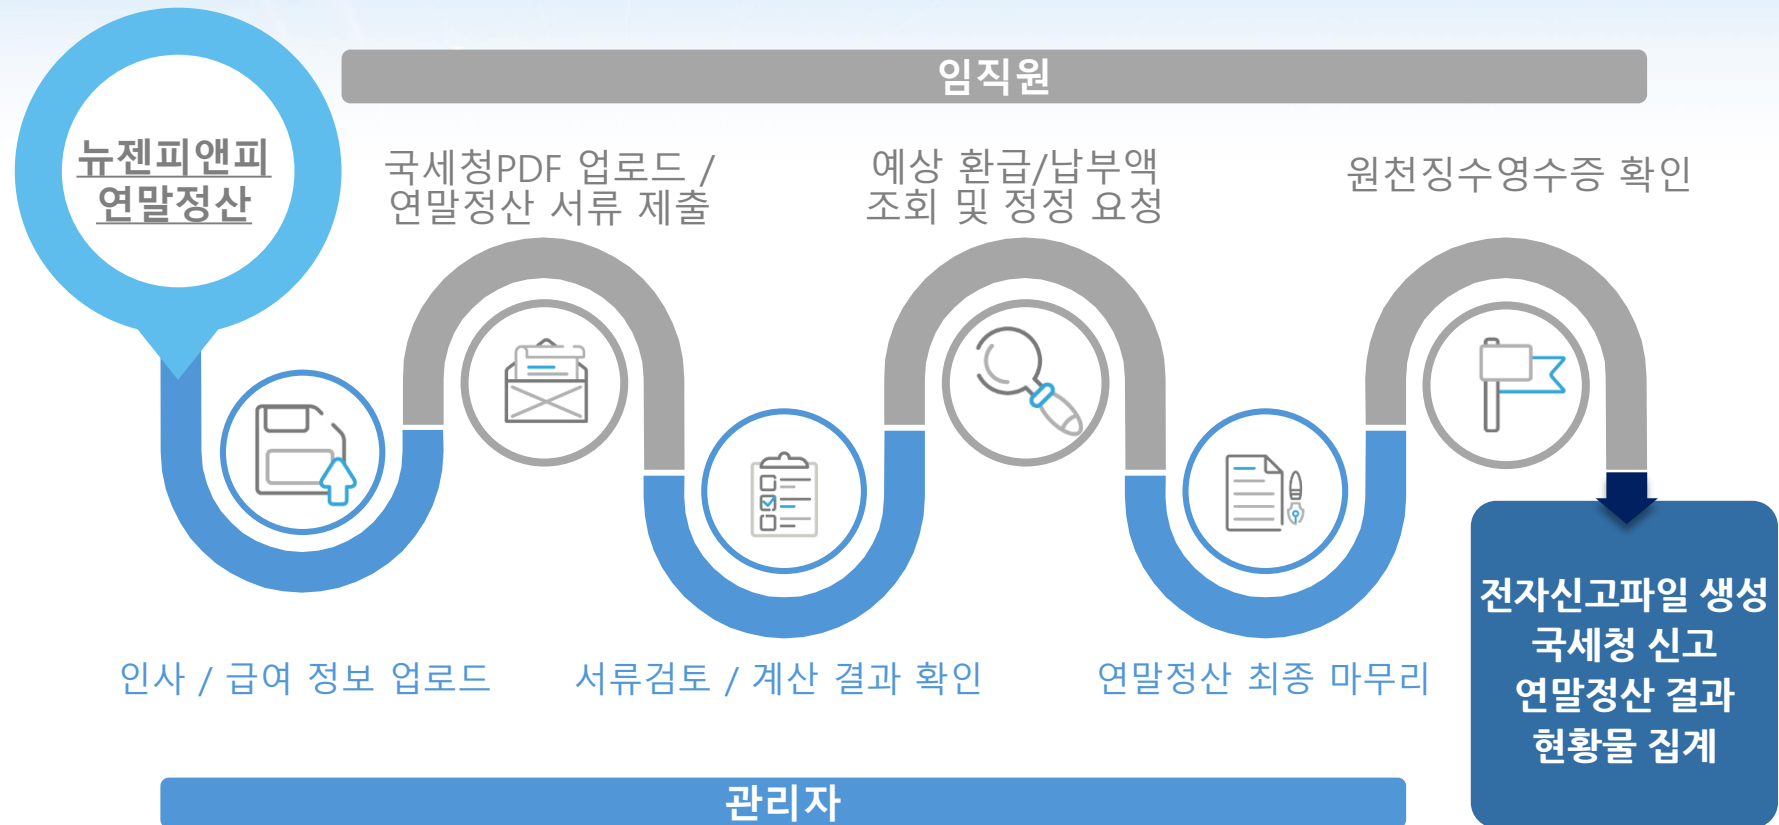 임직원
뉴젠피앤피
연말정산
국세청PDF 업로드 /
연말정산 서류 제출
예상 환급/납부액
조회 및 정정 요청
원천징수영수증 확인
인사 / 급여 정보 업로드
서류검토 / 계산 결과 확인
연말정산 최종 마무리
전자신고파일 생성
국세청 신고
연말정산 결과
현황물 집계
관리자